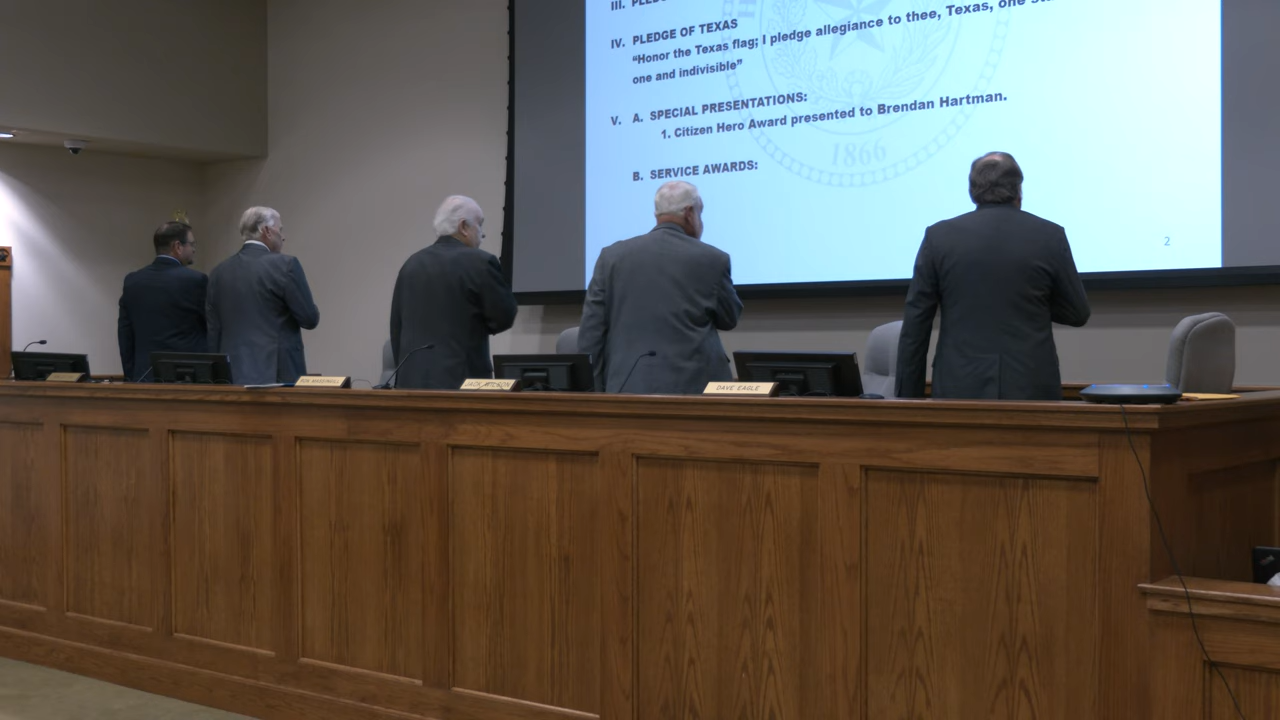 III.
IV. PLEDGE OF TEXAS
“Honor the Texas flag; I pledge allegiance to thee, Texas, one
one and indivisible”
V. A. SPECIAL PRESENTATIONS:
1. Citizen Hero Award presented to Brendan Hartman.
1866
B. SERVICE AWARDS:
2
DAVE EAGLE